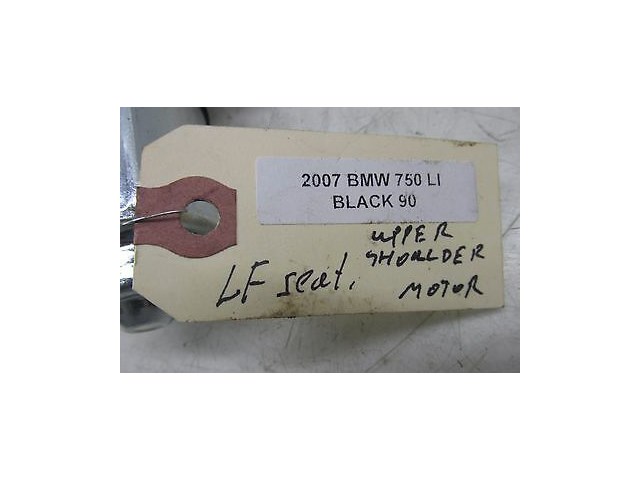 2007 BMW 750 LI
BLACK 90
UPPER
SHOULDER
LF seat.
MOTOR